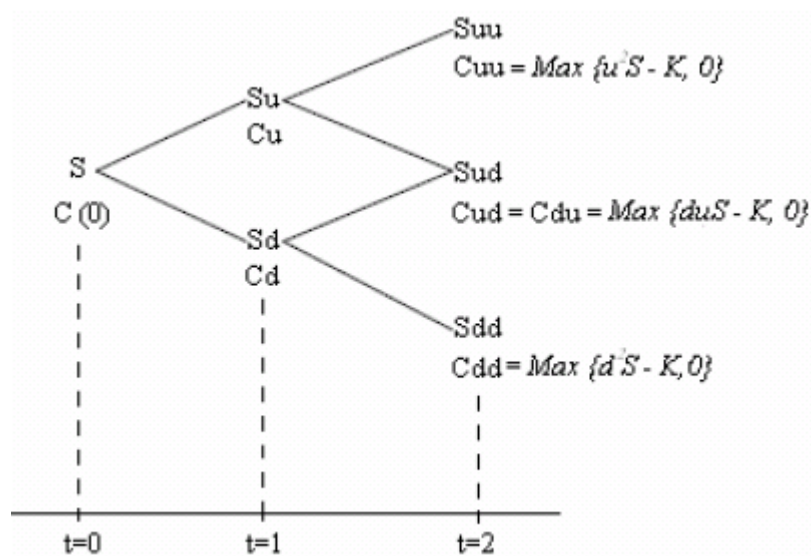 Suu
Cuu = Max {u²S - K, 0}
Su
Cu
S
C (0)
Sud
Cud = Cdu = Max {duS - K, 0}
Sd
Cd
Sdd
Cdd = Max {d²S - K, 0}
t=0
t=1
t=2